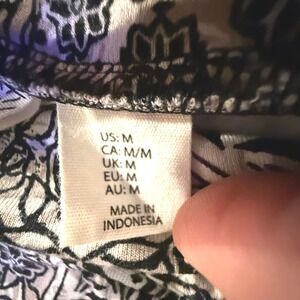 US: M
CA: M/M
UK: M
EU: M
AU: M
MADE IN
INDONESIA